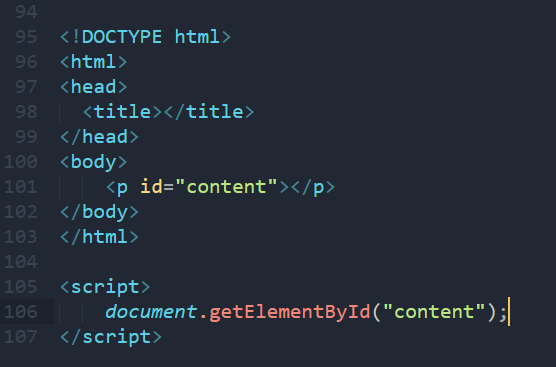 94
95 <!DOCTYPE html>
96 <html>
97 <head>
98   <title></title>
99 </head>
100 <body>
101     <p id="content"></p>
102 </body>
103 </html>
104
105 <script>
106     document.getElementById("content");
107 </script>